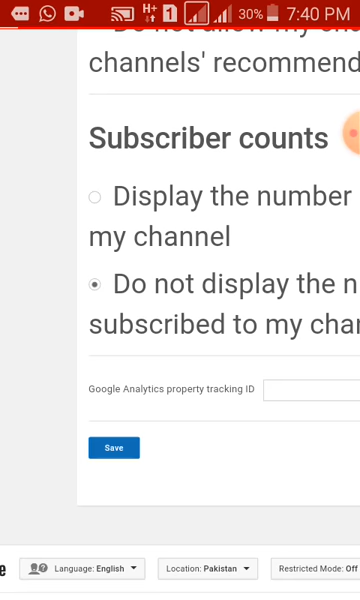 H+ 1 30% 7:40 PM
channels' recommend
Subscriber counts
Display the number
my channel
Do not display the n
subscribed to my char
Google Analytics property tracking ID
Save
e Language: English Location: Pakistan Restricted Mode: Off